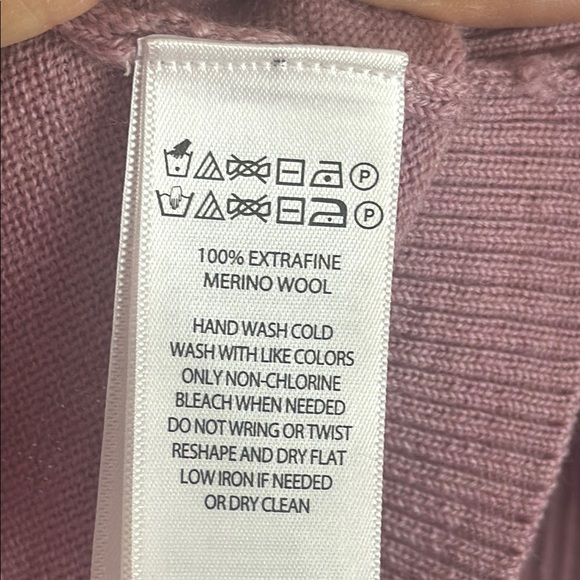 P
P
100% EXTRAFINE
MERINO WOOL
HAND WASH COLD
WASH WITH LIKE COLORS
ONLY NON-CHLORINE
BLEACH WHEN NEEDED
DO NOT WRING OR TWIST
RESHAPE AND DRY FLAT
LOW IRON IF NEEDED
OR DRY CLEAN